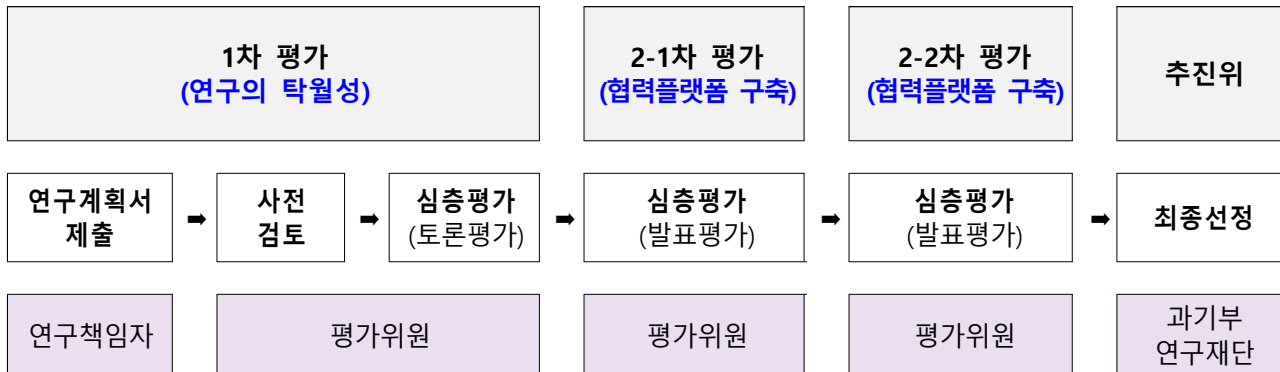 1차 평가
(연구의 탁월성)
2-1차 평가
(협력플랫폼 구축)
2-2차 평가
(협력플랫폼 구축)
추진위
연구계획서
제출
➡
사전
검토
➡
심층평가
(토론평가)
➡
심층평가
(발표평가)
➡
심층평가
(발표평가)
➡
최종선정
연구책임자
평가위원
평가위원
평가위원
과기부
연구재단